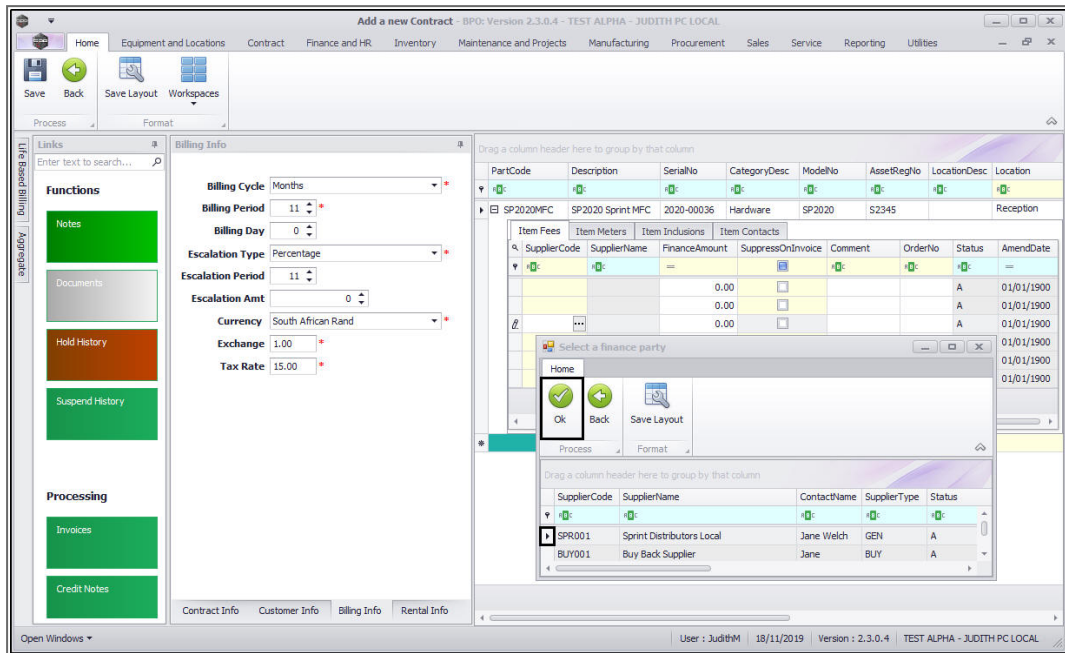 Add a new Contract - BPO: Version 2.3.0.4 - TEST ALPHA - JUDITH PC LOCAL
Home Equipment and Locations Contract Finance and HR Inventory Maintenance and Projects Manufacturing Procurement Sales Service Reporting Utilities
Save Back Save Layout Workspaces
Process Format
Life Based Billing
Aggregate
Links
Enter text to search...
Functions
Notes
Documents
Hold History
Suspend History
Processing
Invoices
Credit Notes
Billing Info
Billing Cycle Months *
Billing Period 11 *
Billing Day 0
Escalation Type Percentage *
Escalation Period 11
Escalation Amt 0
Currency South African Rand *
Exchange 1.00 *
Tax Rate 15.00 *
Contract Info Customer Info Billing Info Rental Info
Drag a column header here to group by that column
PartCode Description SerialNo CategoryDesc ModelNo AssetRegNo LocationDesc Location
SP2020MFC SP2020 Sprint MFC 2020-00036 Hardware SP2020 S2345 Reception
Item Fees Item Meters Item Inclusions Item Contacts
SupplierCode SupplierName FinanceAmount SuppressOnInvoice Comment OrderNo Status AmendDate
=  =
0.00 A 01/01/1900
0.00 A 01/01/1900
... 0.00 A 01/01/1900
01/01/1900
01/01/1900
01/01/1900
Select a finance party
Home
Ok Back Save Layout
Process Format
Drag a column header here to group by that column
SupplierCode SupplierName ContactName SupplierType Status
SPR001 Sprint Distributors Local Jane Welch GEN A
BUY001 Buy Back Supplier Jane BUY A
Open Windows
User : JudithM 18/11/2019 Version : 2.3.0.4 TEST ALPHA - JUDITH PC LOCAL